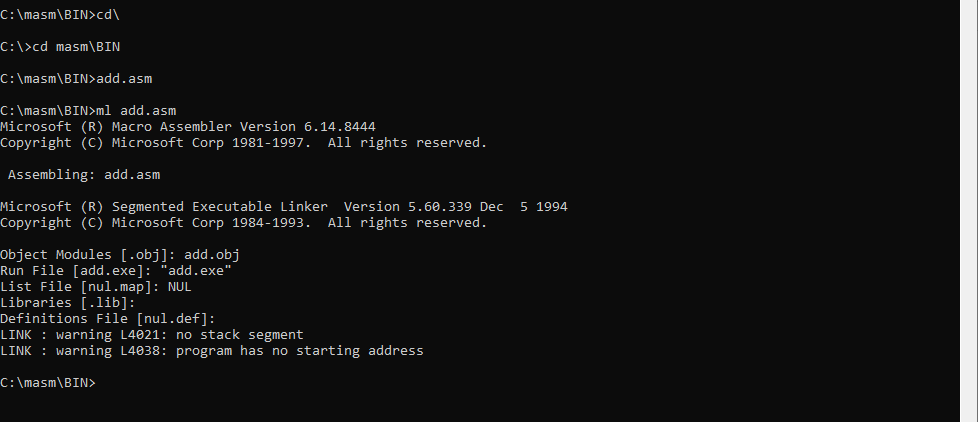 C:\masm\BIN>cd\
C:\>cd masm\BIN
C:\masm\BIN>add.asm
C:\masm\BIN>ml add.asm
Microsoft (R) Macro Assembler Version 6.14.8444
Copyright (C) Microsoft Corp 1981-1997.  All rights reserved.
 Assembling: add.asm
Microsoft (R) Segmented Executable Linker  Version 5.60.339 Dec  5 1994
Copyright (C) Microsoft Corp 1984-1993.  All rights reserved.
Object Modules [.obj]: add.obj
Run File [add.exe]: "add.exe"
List File [nul.map]: NUL
Libraries [.lib]:
Definitions File [nul.def]:
LINK : warning L4021: no stack segment
LINK : warning L4038: program has no starting address
C:\masm\BIN>